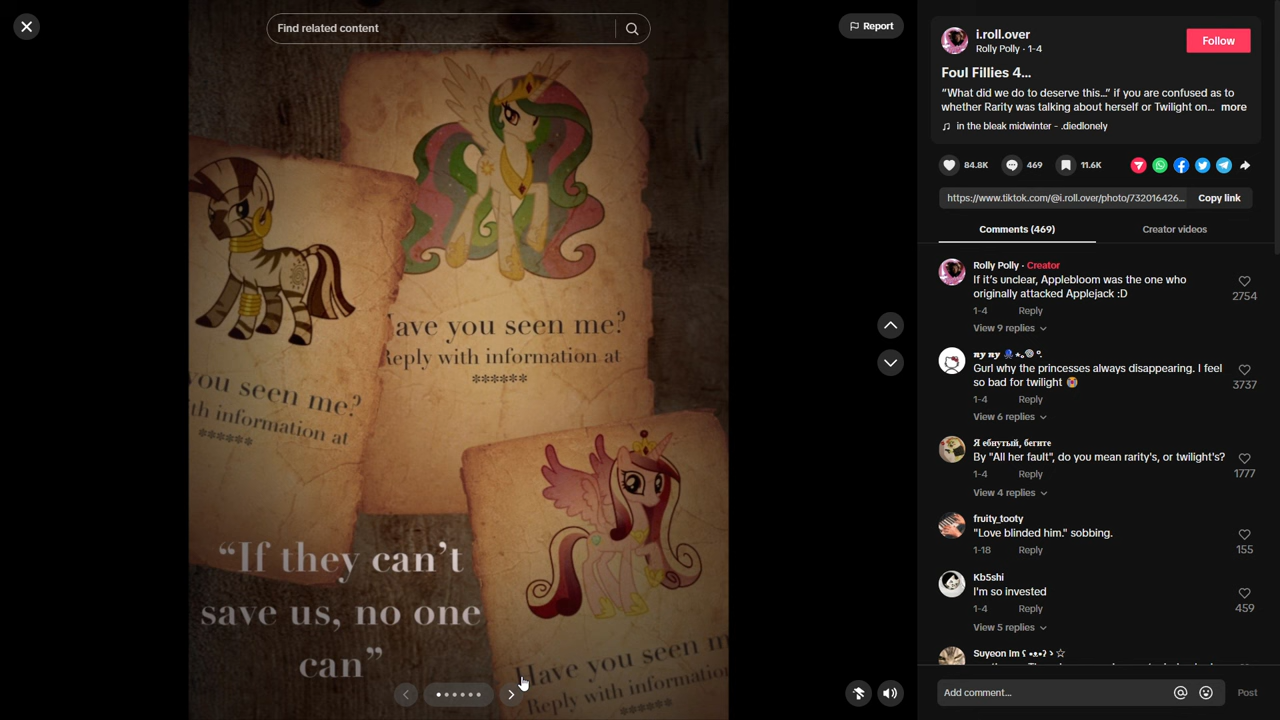 Find related content
Report
Have you seen me?
Reply with information at
******
you seen me?
th information at
******
Have you seen m
Reply with information
******
“If they can’t
save us, no one
can”
i.roll.over
Rolly Polly · 1-4
Follow
Foul Fillies 4...
“What did we do to deserve this...” if you are confused as to
whether Rarity was talking about herself or Twilight on... more
in the bleak midwinter - .diedlonely
84.8K
469
11.6K
https://www.tiktok.com/@i.roll.over/photo/732016426...
Copy link
Comments (469)
Creator videos
Rolly Polly · Creator
If it’s unclear, Applebloom was the one who
originally attacked Applejack :D
2754
1-4 Reply
View 9 replies
ny ny
Gurl why the princesses always disappearing. I feel
so bad for twilight
3737
1-4 Reply
View 6 replies
Я ебнутый, бегите
By "All her fault", do you mean rarity's, or twilight's?
1777
1-4 Reply
View 4 replies
fruity_tooty
"Love blinded him." sobbing.
155
1-18 Reply
Kb5shi
I'm so invested
459
1-4 Reply
View 5 replies
Suyeon Im
Add comment...
Post